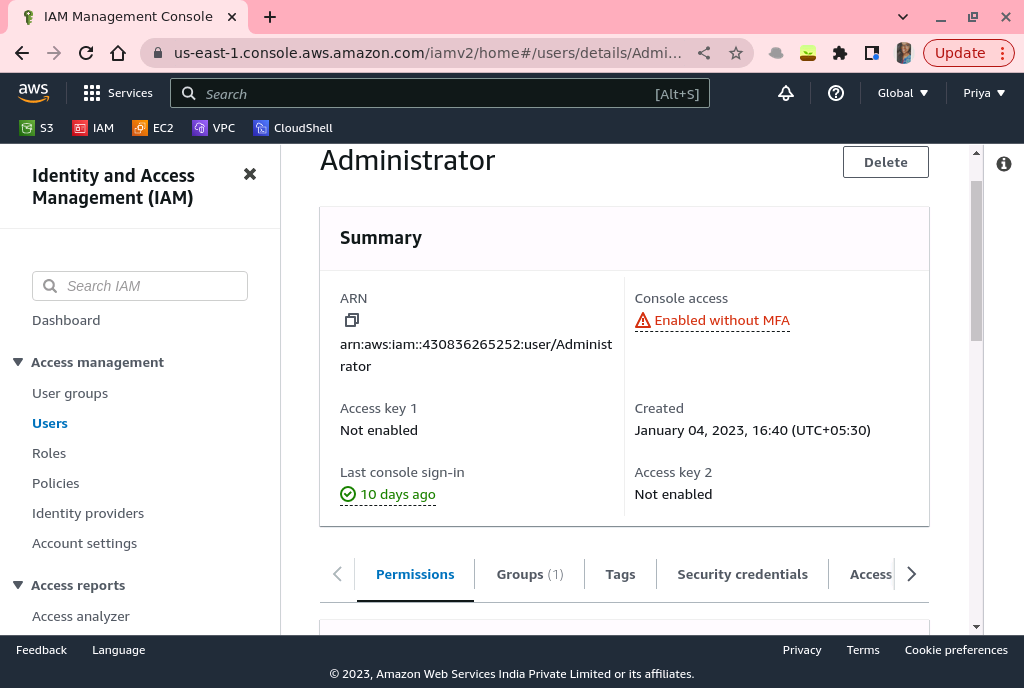 IAM Management Console
us-east-1.console.aws.amazon.com/iamv2/home#/users/details/Admi...
Update
aws
Services
Search
[Alt+S]
Global
Priya
S3
IAM
EC2
VPC
CloudShell
Identity and Access
Management (IAM)
Search IAM
Dashboard
Access management
User groups
Users
Roles
Policies
Identity providers
Account settings
Access reports
Access analyzer
Administrator
Delete
Summary
ARN
arn:aws:iam::430836265252:user/Administ
rator
Console access
Enabled without MFA
Access key 1
Not enabled
Created
January 04, 2023, 16:40 (UTC+05:30)
Last console sign-in
10 days ago
Access key 2
Not enabled
Permissions
Groups (1)
Tags
Security credentials
Access
Feedback
Language
Privacy
Terms
Cookie preferences
© 2023, Amazon Web Services India Private Limited or its affiliates.